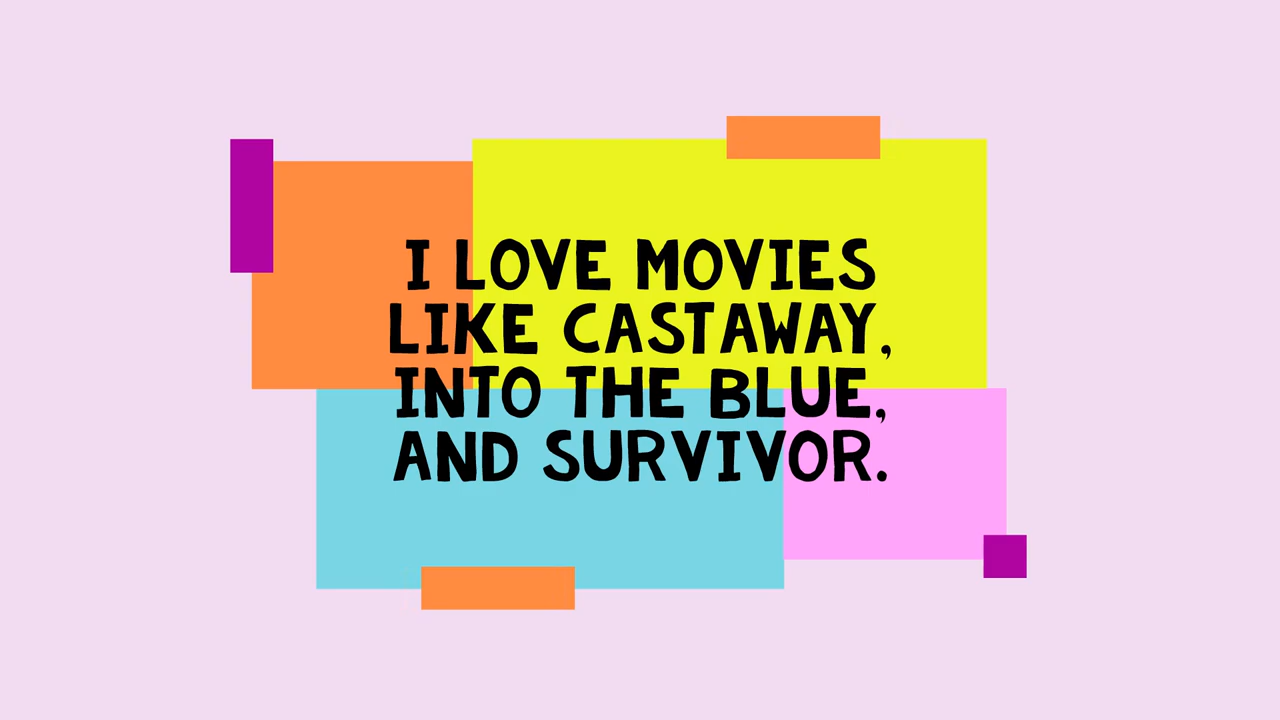 I LOVE MOVIES
LIKE CASTAWAY,
INTO THE BLUE,
AND SURVIVOR.